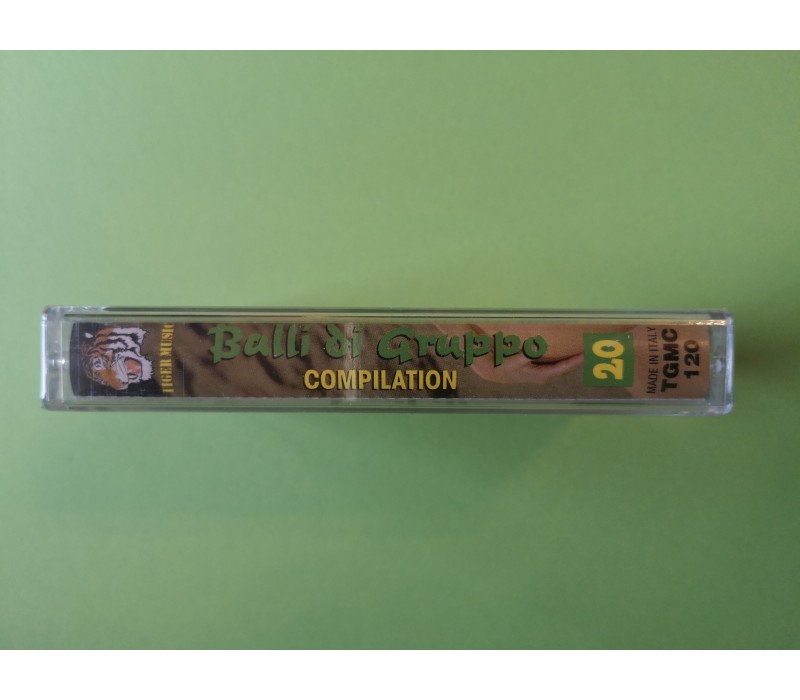 TIGER MUSIC
Balli di Gruppo
COMPILATION
20
MADE IN ITALY
TGMC
120